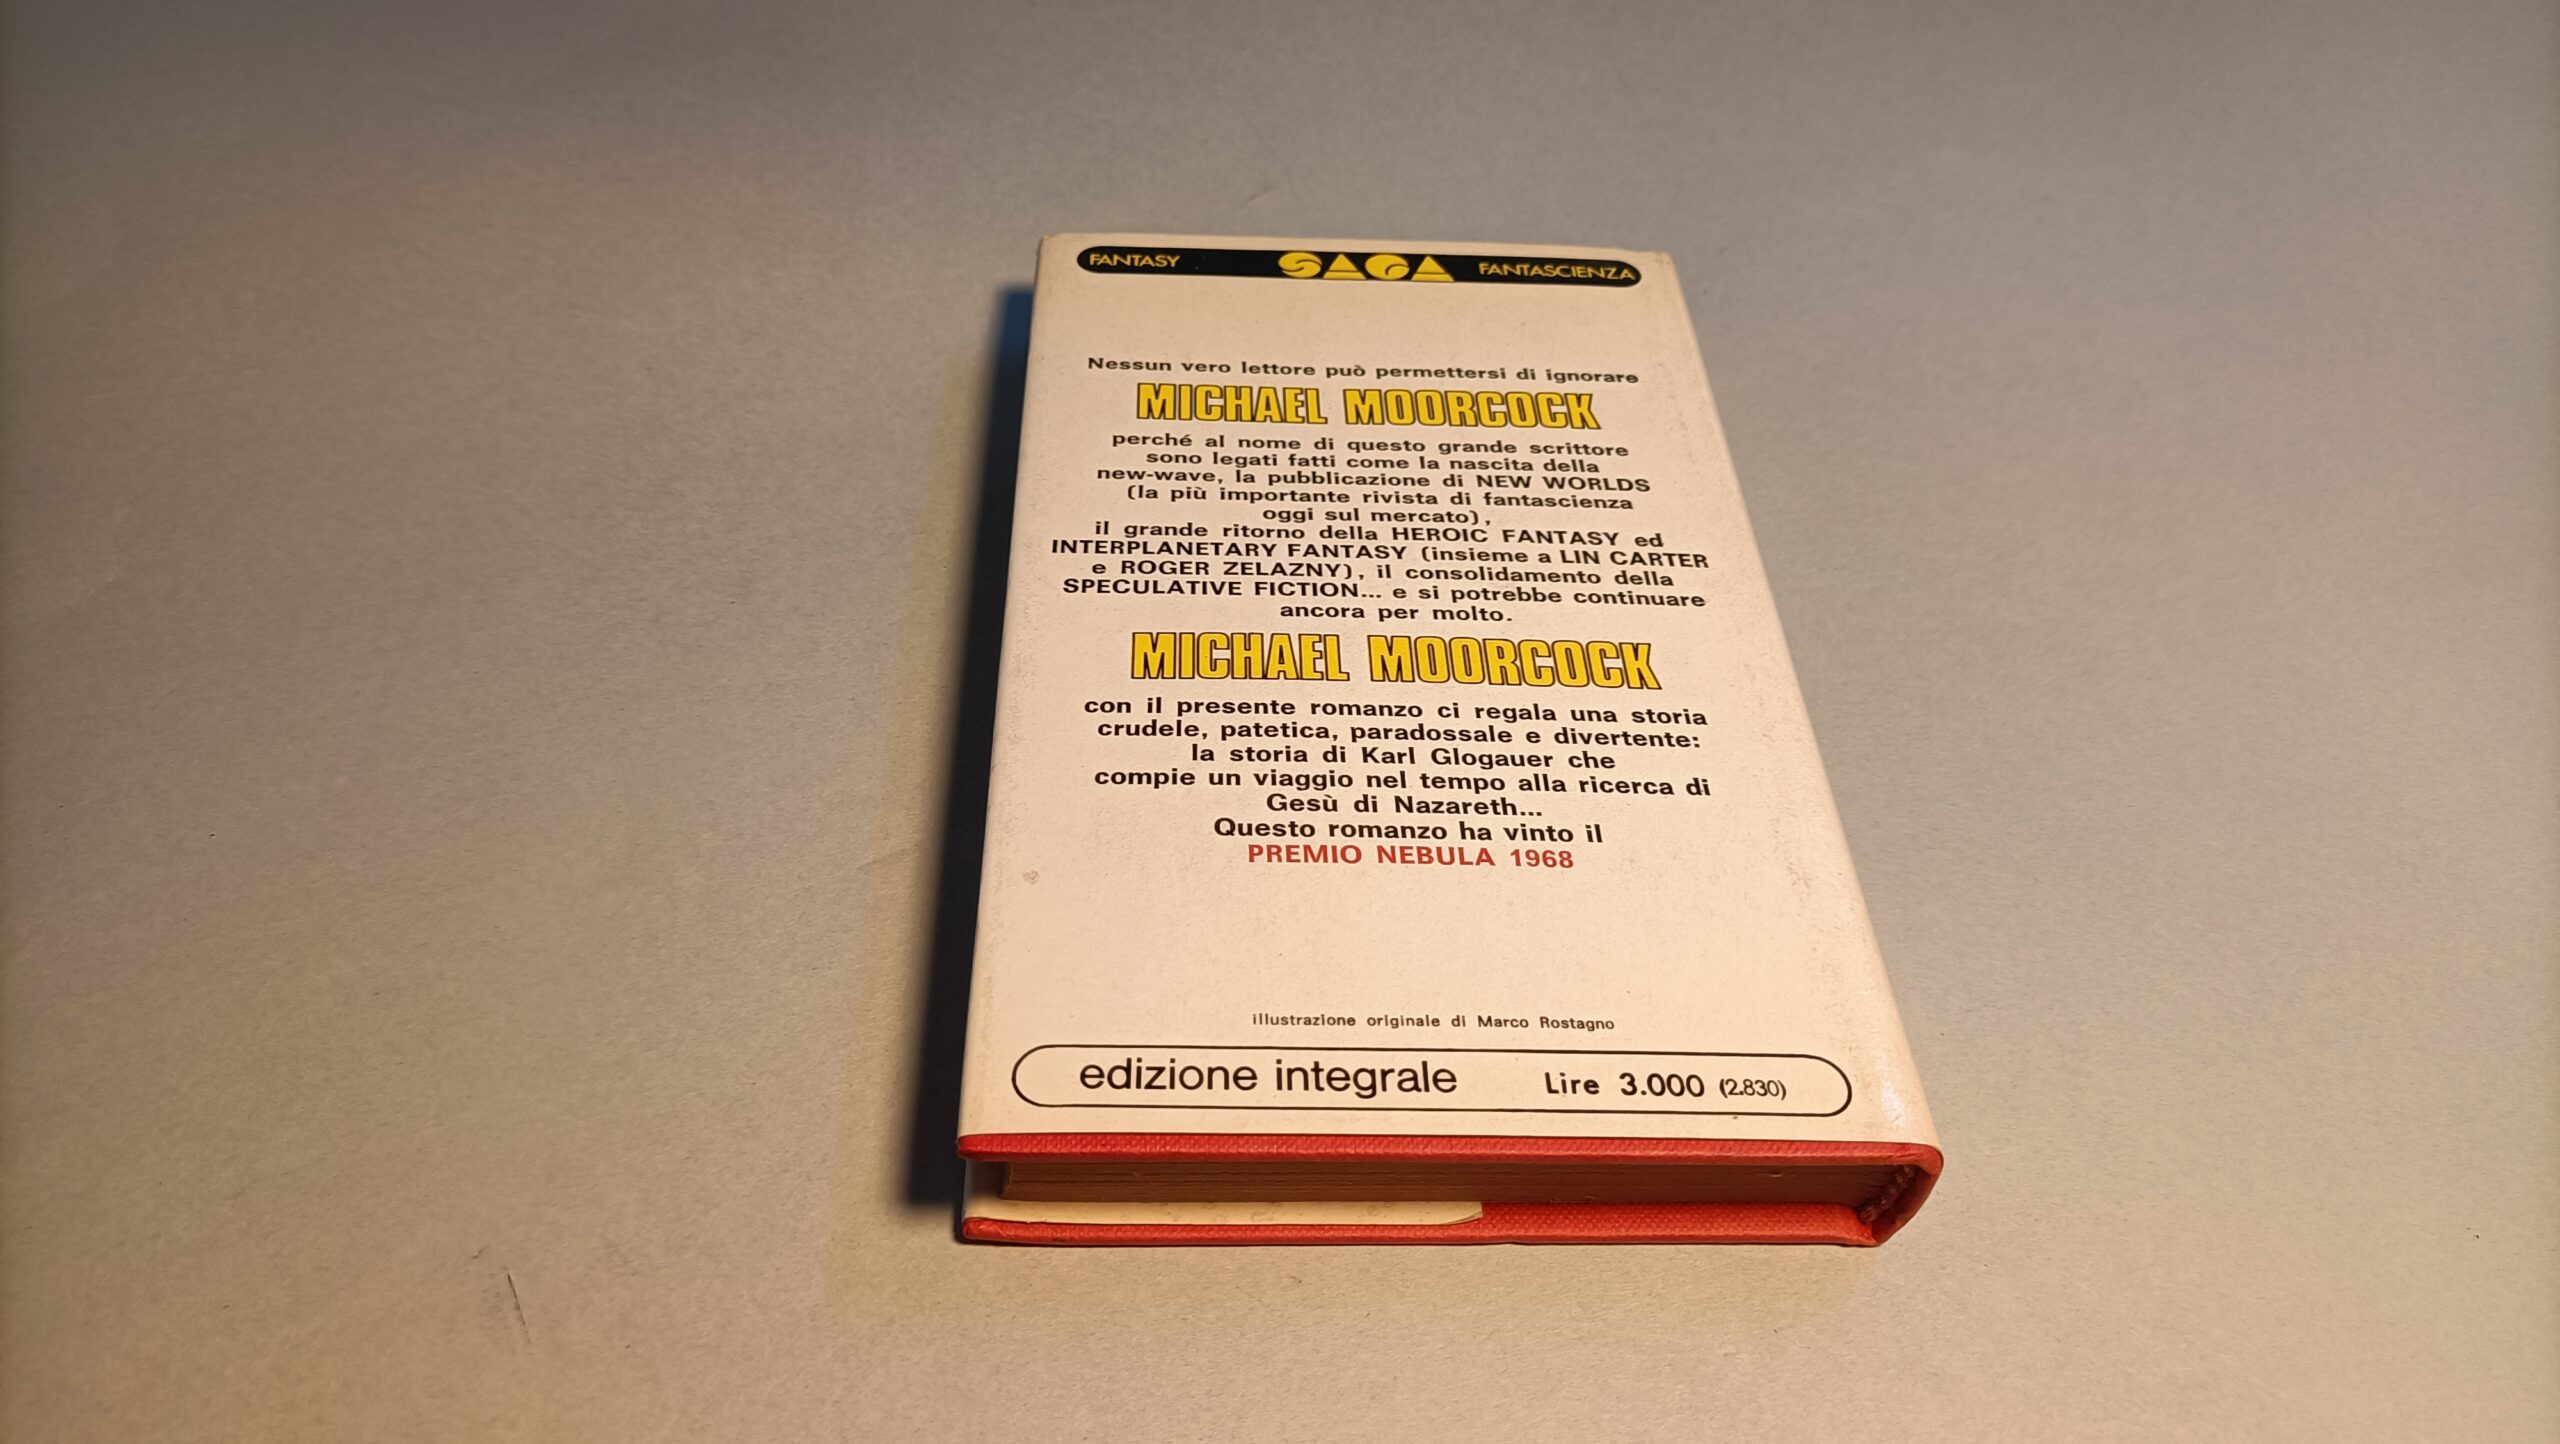 FANTASY SAGA FANTASCIENZA
Nessun vero lettore può permettersi di ignorare
MICHAEL MOORCOCK
perché al nome di questo grande scrittore
sono legati fatti come la nascita della
new-wave, la pubblicazione di NEW WORLDS
(la più importante rivista di fantascienza
oggi sul mercato),
il grande ritorno della HEROIC FANTASY ed
INTERPLANETARY FANTASY (insieme a LIN CARTER
e ROGER ZELAZNY), il consolidamento della
SPECULATIVE FICTION... e si potrebbe continuare
ancora per molto.
MICHAEL MOORCOCK
con il presente romanzo ci regala una storia
crudele, patetica, paradossale e divertente:
la storia di Karl Glogauer che
compie un viaggio nel tempo alla ricerca di
Gesù di Nazareth...
Questo romanzo ha vinto il
PREMIO NEBULA 1968
illustrazione originale di Marco Rostagno
edizione integrale Lire 3.000 (2.830)